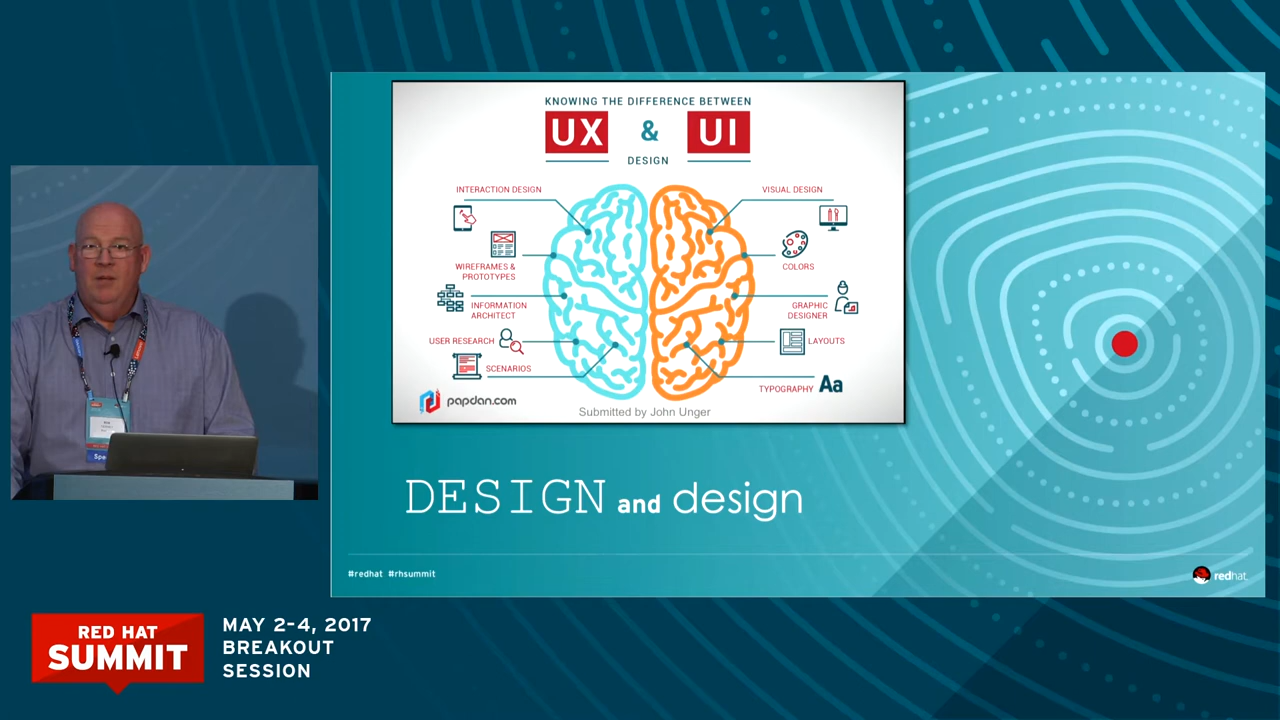 KNOWING THE DIFFERENCE BETWEEN
UX & UI
DESIGN
INTERACTION DESIGN
WIREFRAMES &
PROTOTYPES
INFORMATION
ARCHITECT
USER RESEARCH
SCENARIOS
VISUAL DESIGN
COLORS
GRAPHIC
DESIGNER
LAYOUTS
TYPOGRAPHY Aa
papdan.com
Submitted by John Unger
DESIGN and design
#redhat #rhsummit
redhat.
RED HAT
SUMMIT
MAY 2-4, 2017
BREAKOUT
SESSION